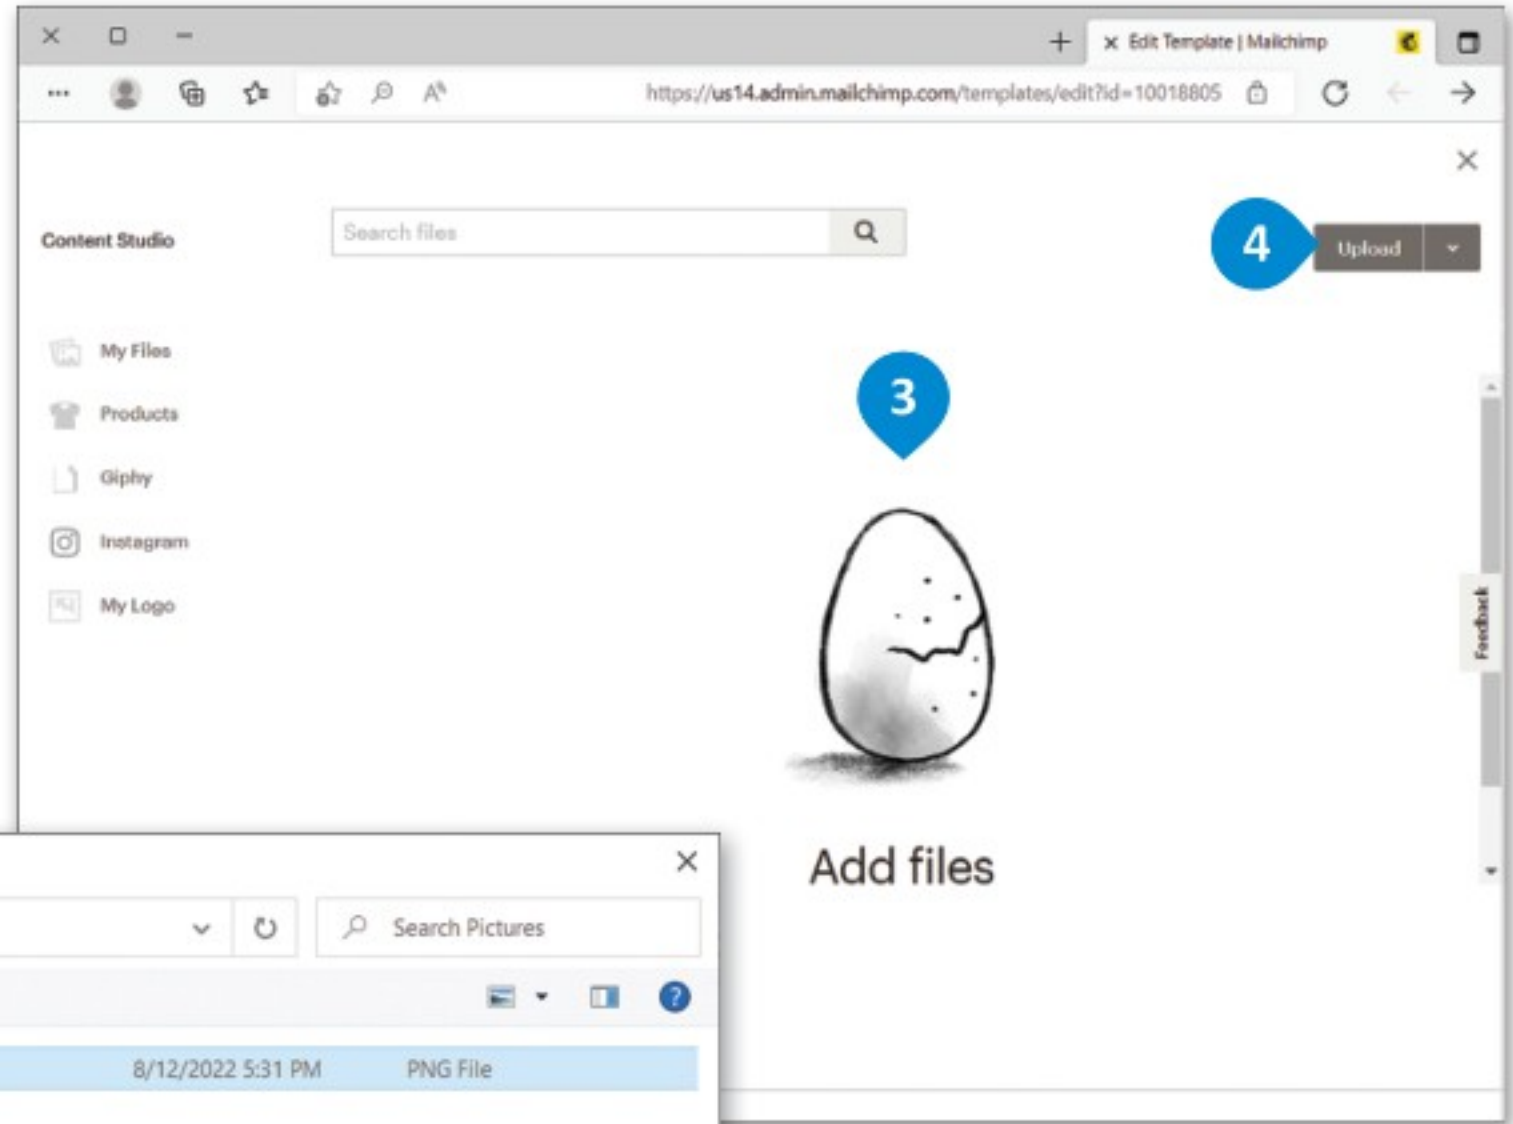 Edit Template | Mailchimp
https://us14.admin.mailchimp.com/templates/edit?id=10018805
Content Studio
Search files
4
Upload
My Files
3
Products
Giphy
Instagram
My Logo
Feedback
Add files
Search Pictures
8/12/2022 5:31 PM PNG File